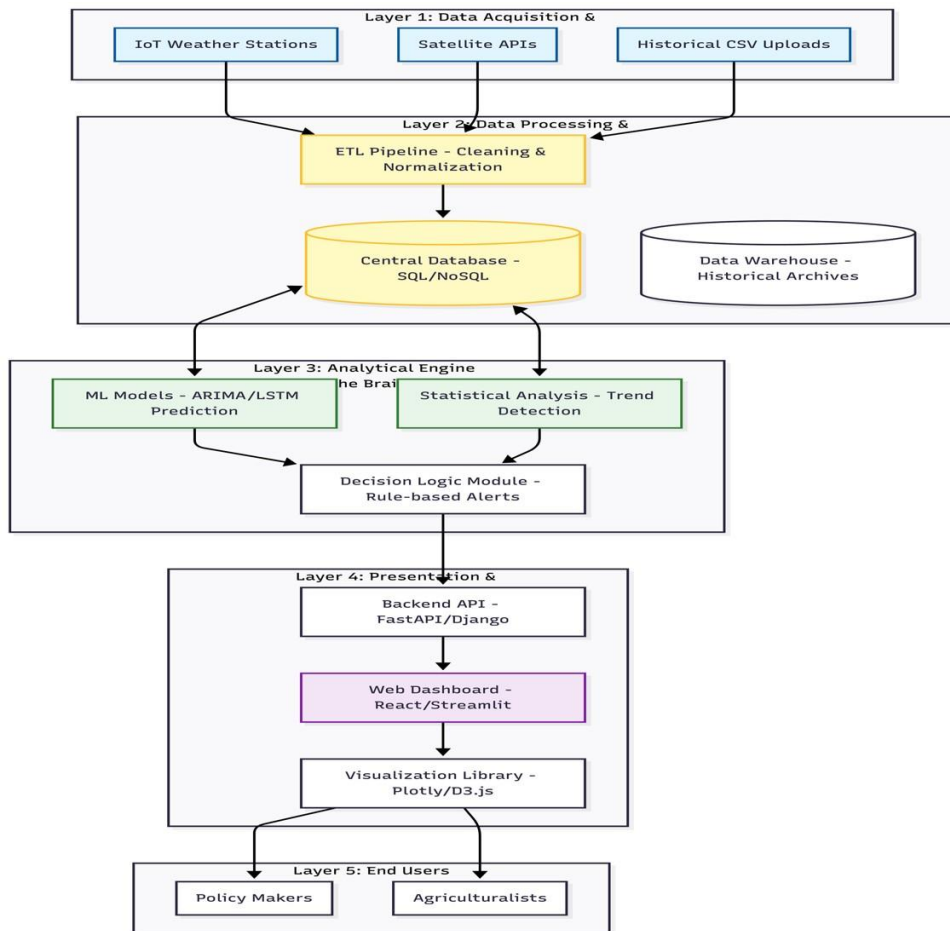 Layer 1: Data Acquisition &
IoT Weather Stations
Satellite APIs
Historical CSV Uploads
Layer 2: Data Processing &
ETL Pipeline - Cleaning &
Normalization
Central Database -
SQL/NoSQL
Data Warehouse -
Historical Archives
Layer 3: Analytical Engine
he Brai
ML Models - ARIMA/LSTM
Prediction
Statistical Analysis - Trend
Detection
Decision Logic Module -
Rule-based Alerts
Layer 4: Presentation &
Backend API -
FastAPI/Django
Web Dashboard -
React/Streamlit
Visualization Library -
Plotly/D3.js
Layer 5: End Users
Policy Makers
Agriculturalists